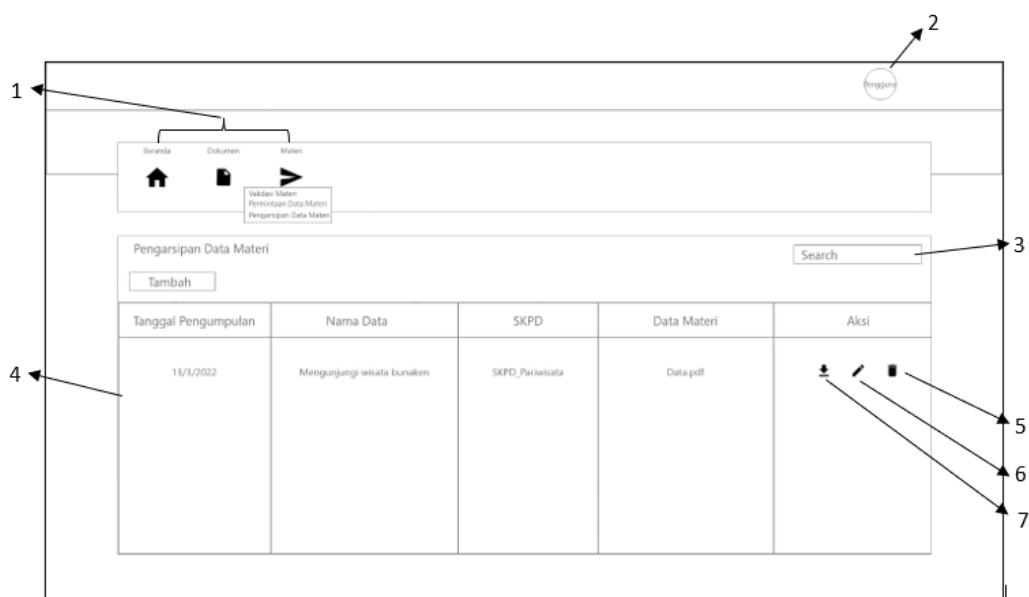 2
Pengguna
1
Beranda Dokumen Materi
Validasi Materi
Permintaan Data Materi
Pengarsipan Data Materi
Pengarsipan Data Materi
Search
3
Tambah
Tanggal Pengumpulan Nama Data SKPD Data Materi Aksi
4
13/3/2022 Mengunjungi wisata bunaken SKPD_Pariwisata Data.pdf
5
6
7